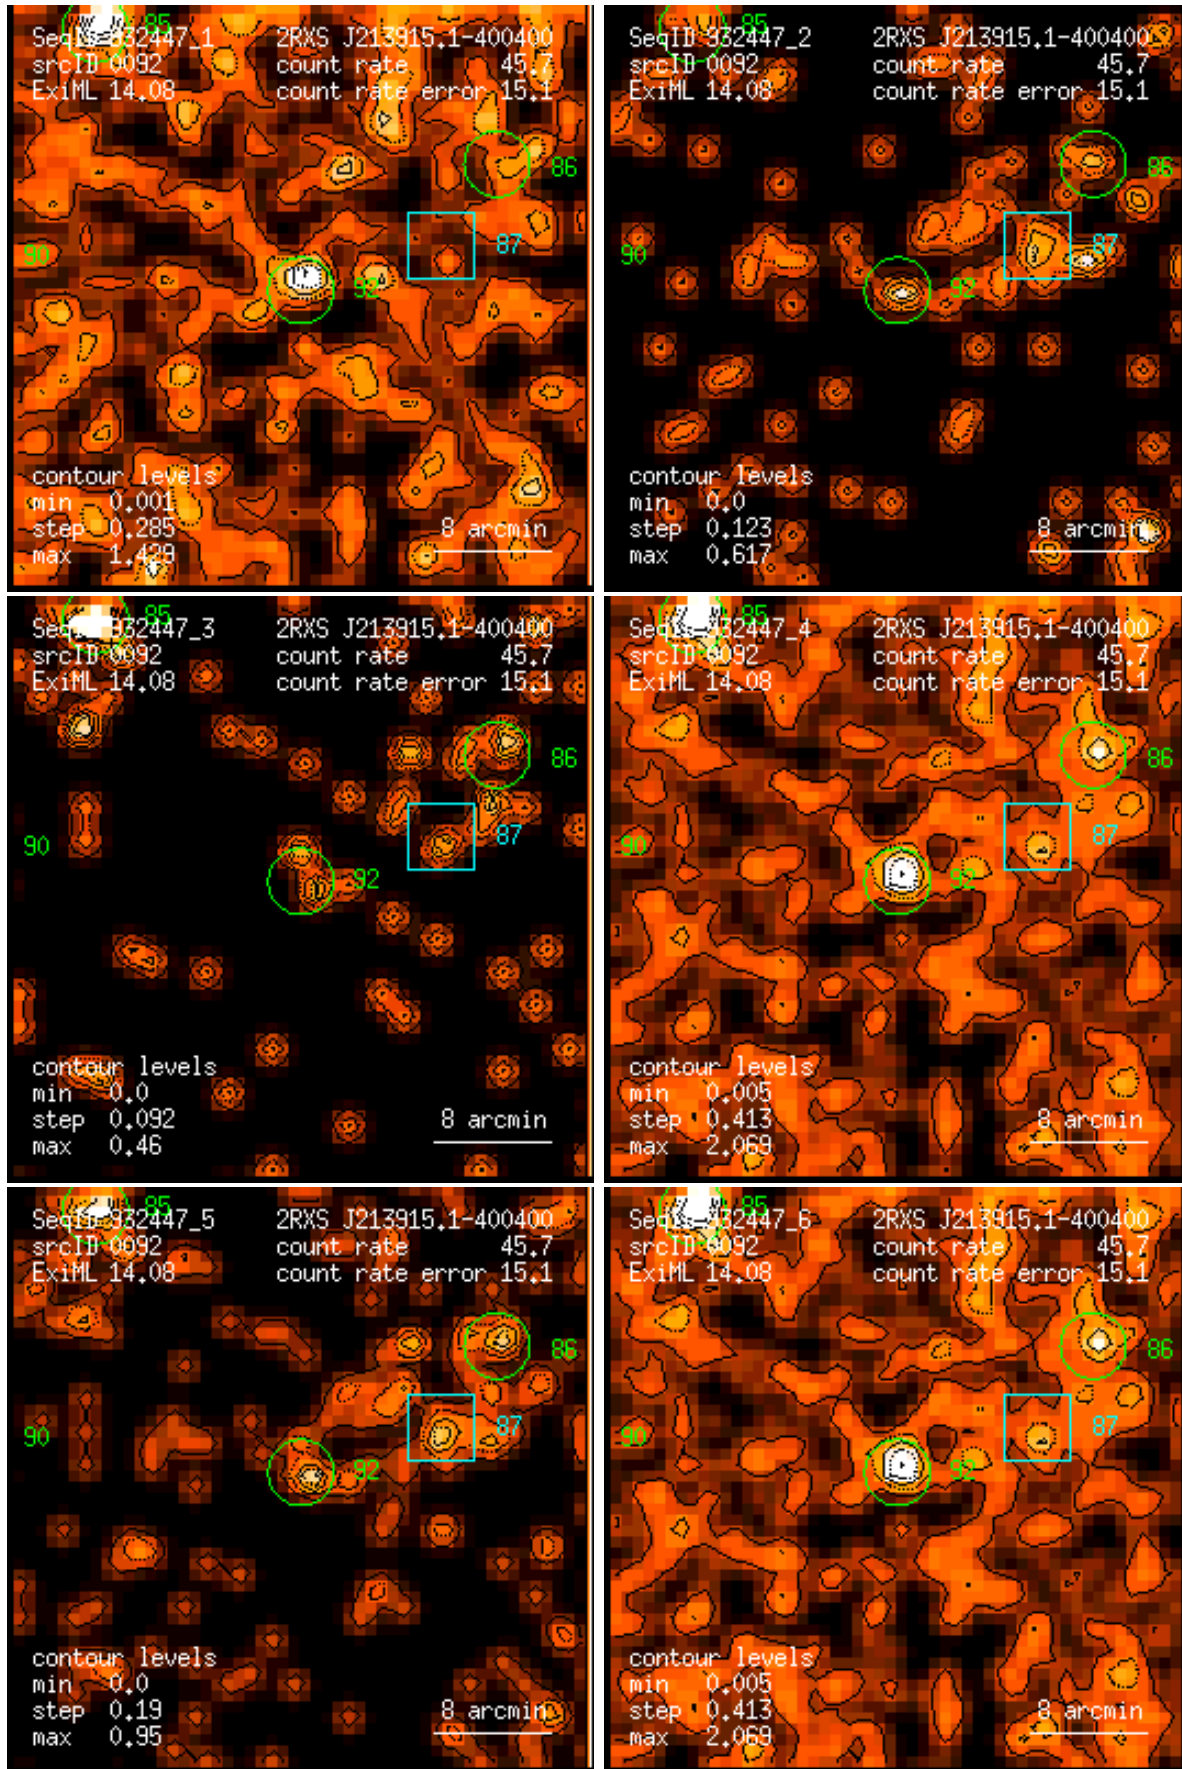 85
SeqID 932447_1 2RXS J213915.1-400400
srcID 0092 count rate 45.7
ExiML 14.08 count rate error 15.1
86
87
90
92
contour levels
min 0.001
step 0.285 8 arcmin
max 1.429
85
SeqID 932447_2 2RXS J213915.1-400400
srcID 0092 count rate 45.7
ExiML 14.08 count rate error 15.1
86
87
90
92
contour levels
min 0.0
step 0.123 8 arcmin
max 0.617
85
SeqID 932447_3 2RXS J213915.1-400400
srcID 0092 count rate 45.7
ExiML 14.08 count rate error 15.1
86
87
90
92
contour levels
min 0.0
step 0.092 8 arcmin
max 0.46
85
SeqID 932447_4 2RXS J213915.1-400400
srcID 0092 count rate 45.7
ExiML 14.08 count rate error 15.1
86
87
90
92
contour levels
min 0.005
step 0.413 8 arcmin
max 2.069
85
SeqID 932447_5 2RXS J213915.1-400400
srcID 0092 count rate 45.7
ExiML 14.08 count rate error 15.1
86
87
90
92
contour levels
min 0.0
step 0.19 8 arcmin
max 0.95
85
SeqID 932447_6 2RXS J213915.1-400400
srcID 0092 count rate 45.7
ExiML 14.08 count rate error 15.1
86
87
90
92
contour levels
min 0.005
step 0.413 8 arcmin
max 2.069